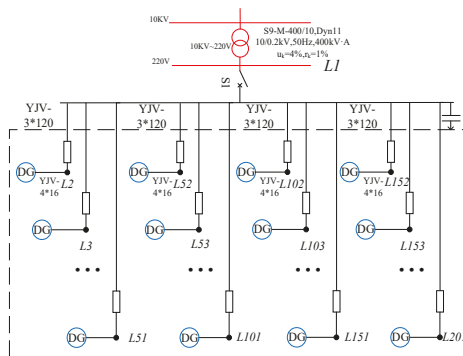 10KV
S9-M-400/10,Dyn11
10/0.2kV,50Hz,400kV·A
uk=4%,rk=1%
10KV~220V
220V
L1
S1
YJV-
3*120
YJV-
3*120
YJV-
3*120
YJV-
3*120
DG
L2
YJV-
4*16
DG
L52
YJV-
4*16
DG
L102
YJV-
4*16
DG
L152
YJV-
4*16
DG
L3
DG
L53
DG
L103
DG
L153
• • •
• • •
• • •
• • •
DG
L51
DG
L101
DG
L151
DG
L20